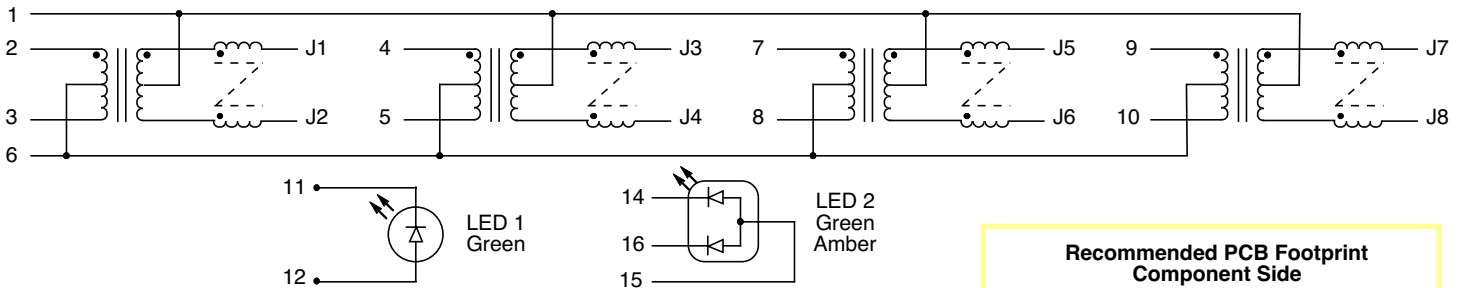 1
2 J1 4 J3 7 J5 9 J7
3 J2 5 J4 8 J6 10 J8
6
11
LED 1
Green
12
14
16
15
LED 2
Green
Amber
Recommended PCB Footprint
Component Side